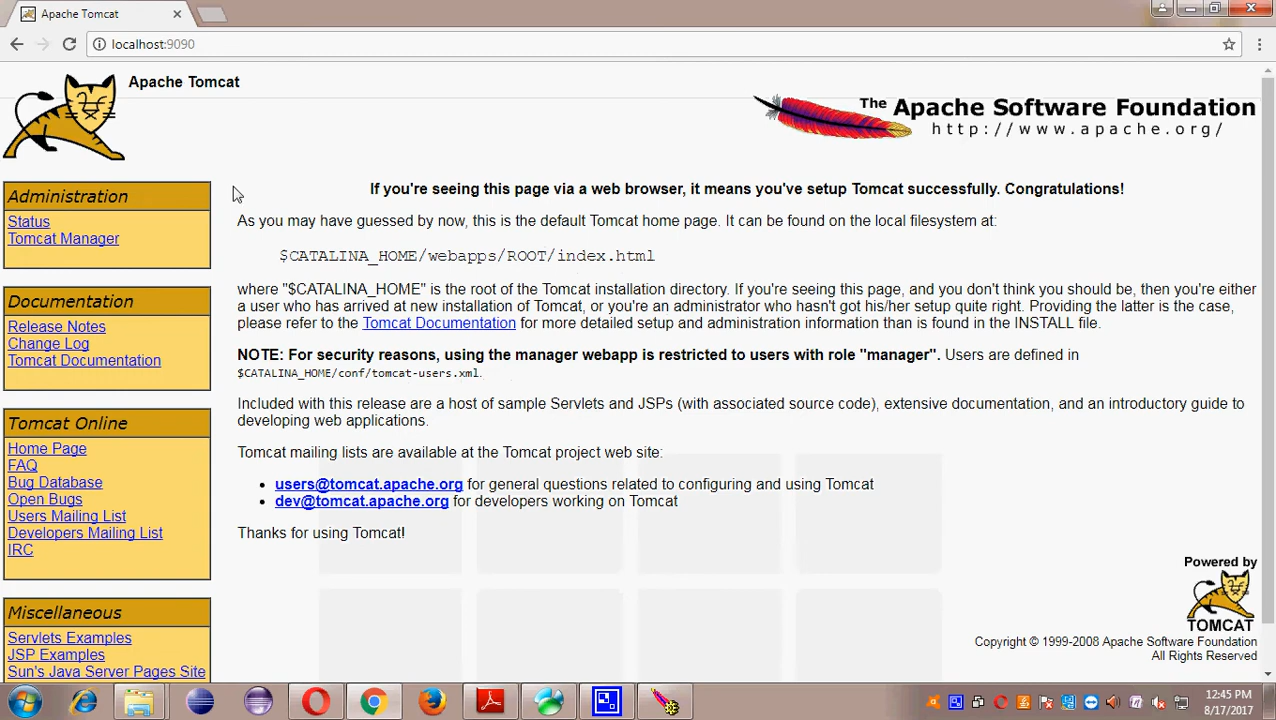 Apache Tomcat
localhost:9090
Apache Tomcat
The Apache Software Foundation
http://www.apache.org/
Administration
Status
Tomcat Manager
Documentation
Release Notes
Change Log
Tomcat Documentation
Tomcat Online
Home Page
FAQ
Bug Database
Open Bugs
Users Mailing List
Developers Mailing List
IRC
Miscellaneous
Servlets Examples
JSP Examples
Sun's Java Server Pages Site
If you're seeing this page via a web browser, it means you've setup Tomcat successfully. Congratulations!
As you may have guessed by now, this is the default Tomcat home page. It can be found on the local filesystem at:
$CATALINA_HOME/webapps/ROOT/index.html
where "$CATALINA_HOME" is the root of the Tomcat installation directory. If you're seeing this page, and you don't think you should be, then you're either
a user who has arrived at new installation of Tomcat, or you're an administrator who hasn't got his/her setup quite right. Providing the latter is the case,
please refer to the Tomcat Documentation for more detailed setup and administration information than is found in the INSTALL file.
NOTE: For security reasons, using the manager webapp is restricted to users with role "manager". Users are defined in
$CATALINA_HOME/conf/tomcat-users.xml.
Included with this release are a host of sample Servlets and JSPs (with associated source code), extensive documentation, and an introductory guide to
developing web applications.
Tomcat mailing lists are available at the Tomcat project web site:
• users@tomcat.apache.org for general questions related to configuring and using Tomcat
• dev@tomcat.apache.org for developers working on Tomcat
Thanks for using Tomcat!
Powered by
TOMCAT
Copyright © 1999-2008 Apache Software Foundation
All Rights Reserved
12:45 PM
8/17/2017